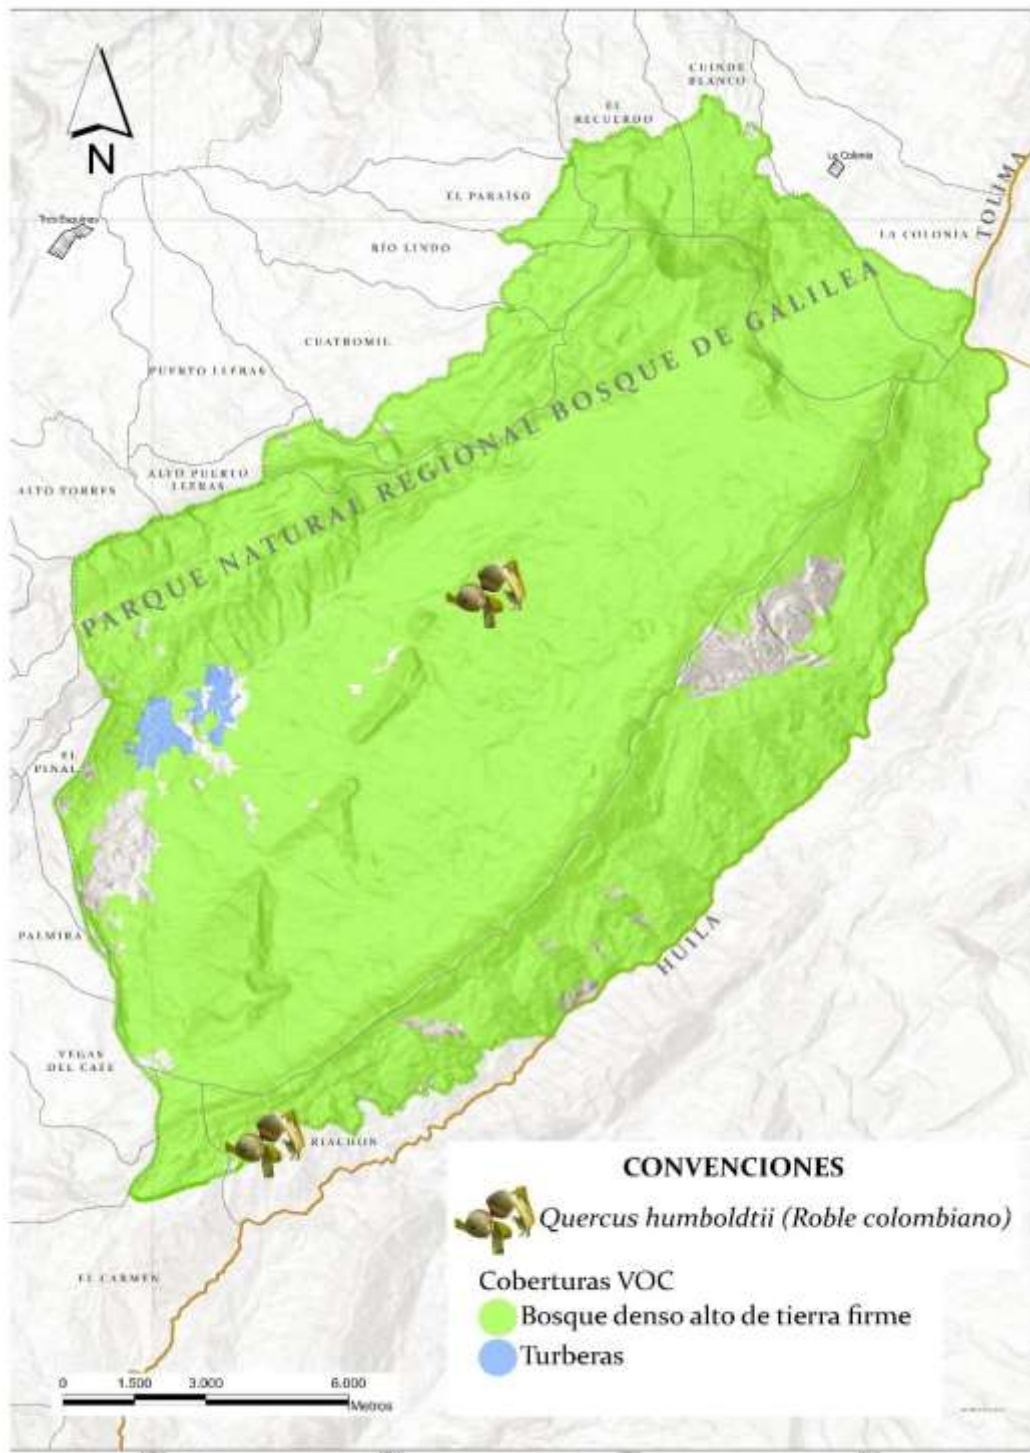 CUINDE
BLANCO
EL
RECUERDO
La Colonia
TOLIMA
EL PARAÍSO
Tres Esquinas
LA COLONIA
RÍO LINDO
CUATROMIL
PUERTO LLERAS
PARQUE NATURAL REGIONAL BOSQUE DE GALILEA
ALTO PUERTO
LLERAS
ALTO TORRES
N
EL
PINAL
PALMIRA
HUILA
VEGAS
DEL CAFE
RIACHON
EL CARMEN
CONVENCIONES
Quercus humboldtii (Roble colombiano)
Coberturas VOC
Bosque denso alto de tierra firme
Turberas
0 1.500 3.000 6.000
Metros